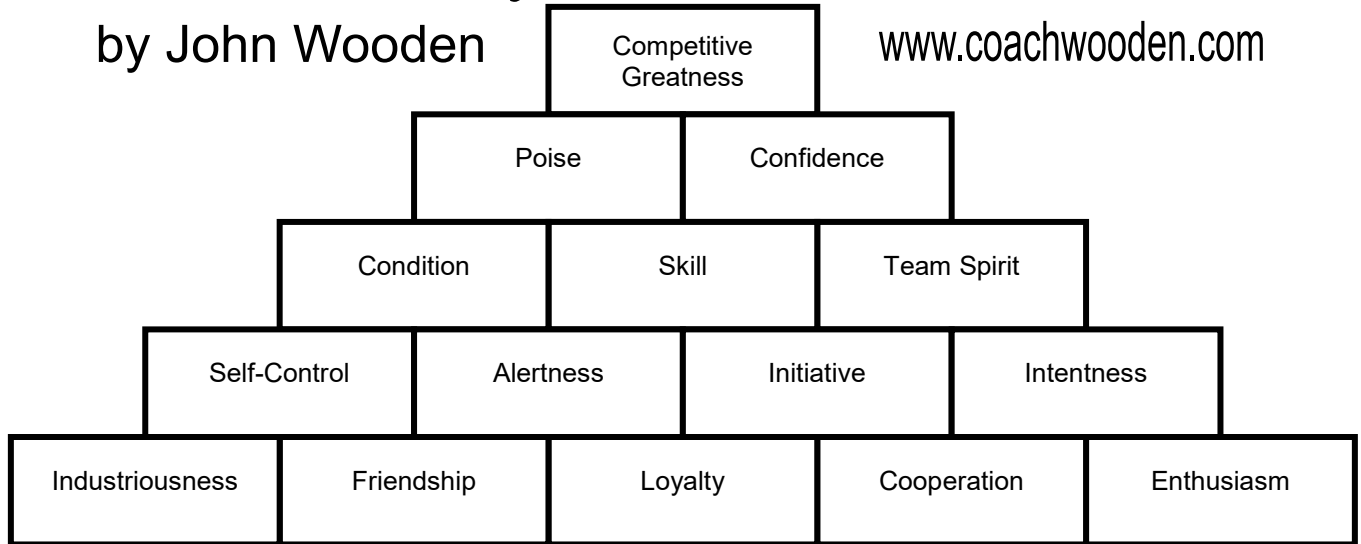 by John Wooden
www.coachwooden.com
Competitive
Greatness
Poise
Confidence
Condition
Skill
Team Spirit
Self-Control
Alertness
Initiative
Intentness
Industriousness
Friendship
Loyalty
Cooperation
Enthusiasm